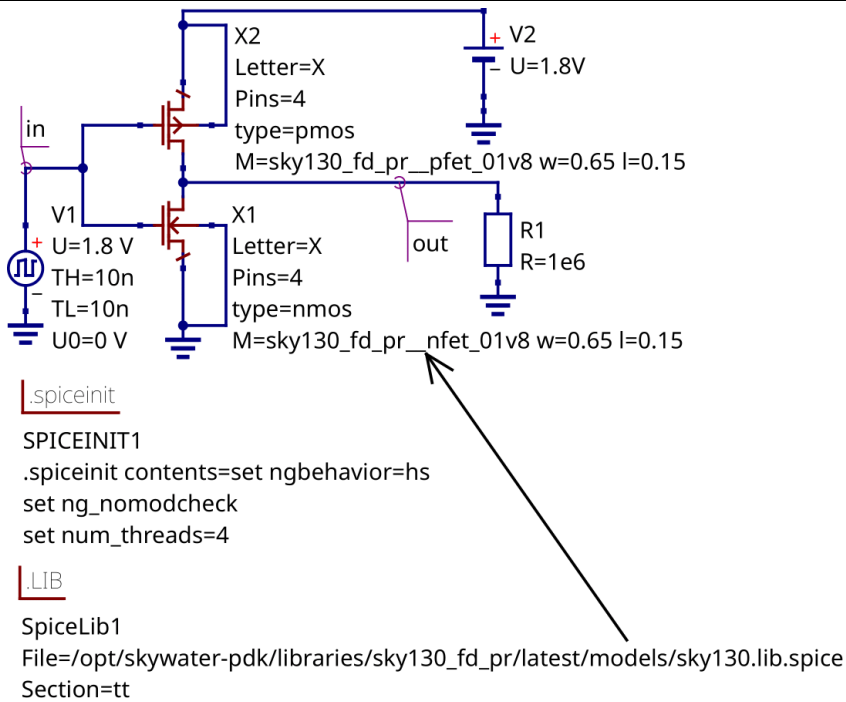 X2
Letter=X
Pins=4
type=pmos
M=sky130_fd_pr__pfet_01v8 w=0.65 l=0.15
+ V2
− U=1.8V
in
V1
+ U=1.8 V
TH=10n
− TL=10n
U0=0 V
X1
Letter=X
Pins=4
type=nmos
M=sky130_fd_pr__nfet_01v8 w=0.65 l=0.15
out
R1
R=1e6
.spiceinit
SPICEINIT1
.spiceinit contents=set ngbehavior=hs
set ng_nomodcheck
set num_threads=4
.LIB
SpiceLib1
File=/opt/skywater-pdk/libraries/sky130_fd_pr/latest/models/sky130.lib.spice
Section=tt